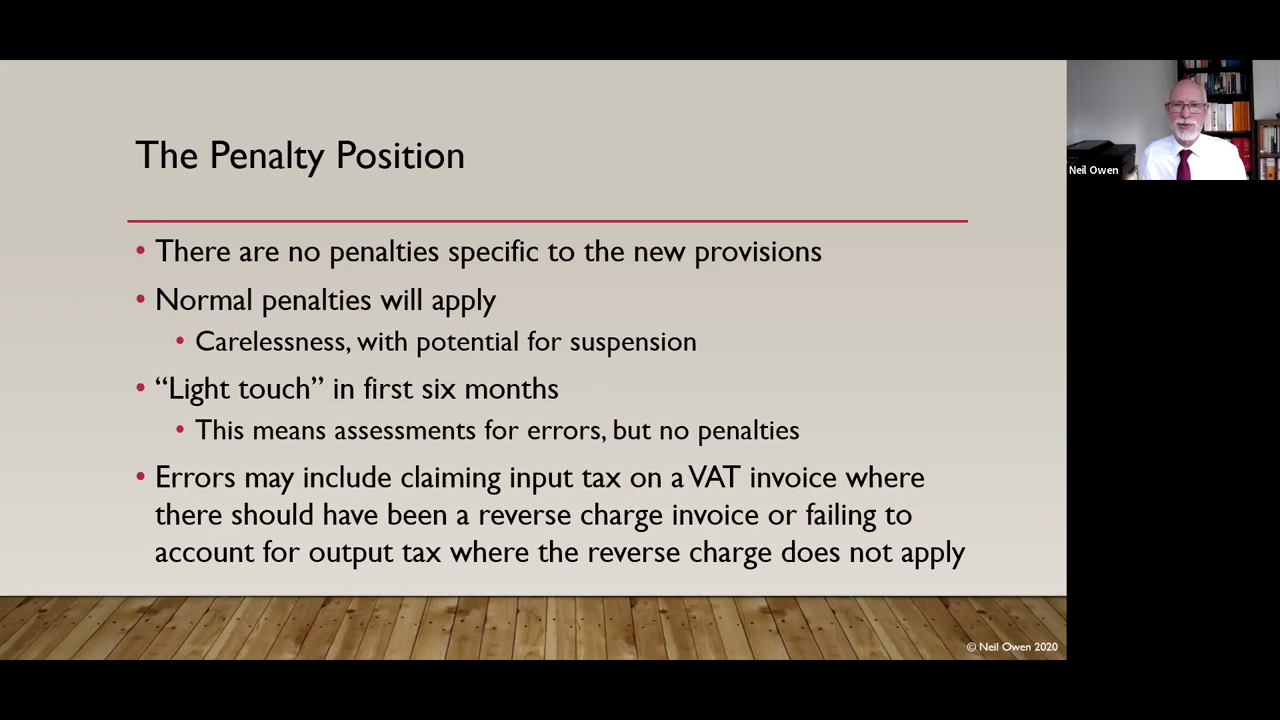 The Penalty Position
• There are no penalties specific to the new provisions
• Normal penalties will apply
• Carelessness, with potential for suspension
• “Light touch” in first six months
• This means assessments for errors, but no penalties
• Errors may include claiming input tax on a VAT invoice where
there should have been a reverse charge invoice or failing to
account for output tax where the reverse charge does not apply
© Neil Owen 2020
Neil Owen